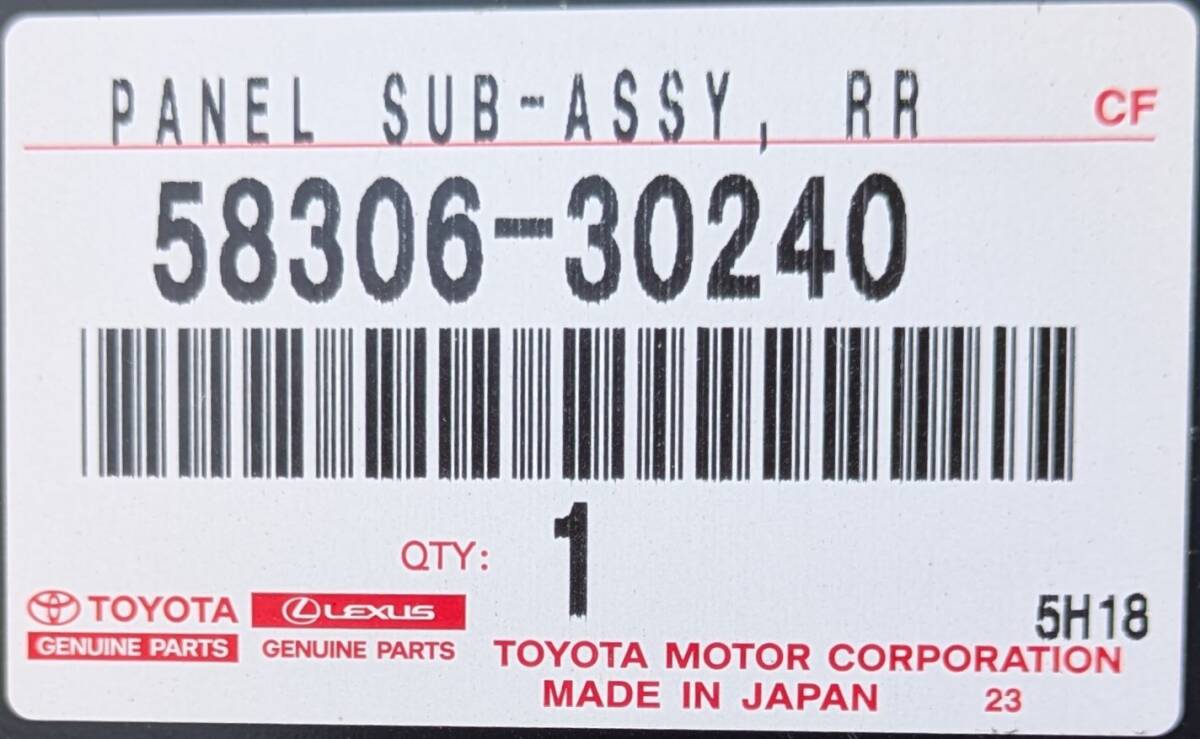 PANEL SUB-ASSY, RR CF
58306-30240
QTY: 1
5H18
TOYOTA LEXUS
GENUINE PARTS GENUINE PARTS
TOYOTA MOTOR CORPORATION
MADE IN JAPAN 23